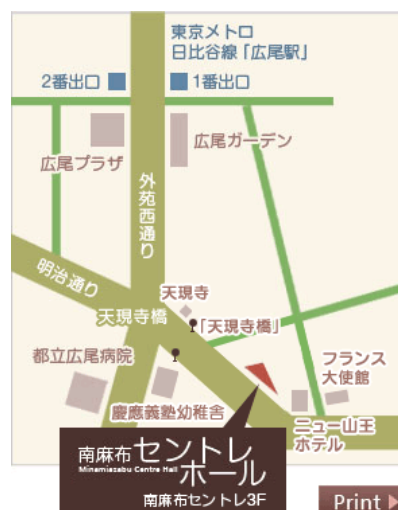 東京メトロ
日比谷線「広尾駅」
2番出口
1番出口
広尾プラザ
広尾ガーデン
外苑西通り
明治通り
天現寺
天現寺橋
「天現寺橋」
都立広尾病院
フランス
大使館
慶應義塾幼稚舎
ニュー山王
ホテル
南麻布セントレ
Minamiazabu Centre Hall
ホール
南麻布セントレ3F
Print